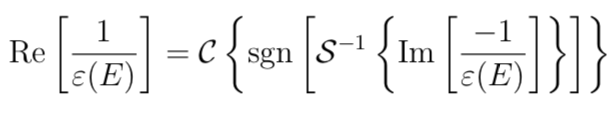 Re [1/ε(E)] = 𝒞 {sgn [𝒮⁻¹ {Im [−1/ε(E)]}]}